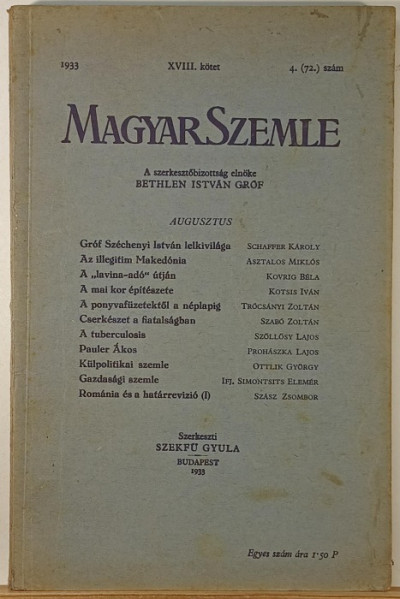 1933 XVIII. kötet 4. (72.) szám
MAGYAR SZEMLE
A szerkesztőbizottság elnöke
BETHLEN ISTVÁN GRÓF
AUGUSZTUS
Gróf Széchenyi István lelkivilága SCHAFFER KÁROLY
Az illegitim Makedónia ASZTALOS MIKLÓS
A „lavina-adó” útján KOVRIG BÉLA
A mai kor építészete KOTSIS IVÁN
A ponyvafüzetektől a néplapig TRÓCSÁNYI ZOLTÁN
Cserkészet a fiatalságban SZABÓ ZOLTÁN
A tuberculosis SZÖLLŐSY LAJOS
Pauler Ákos PROHÁSZKA LAJOS
Külpolitikai szemle OTTLIK GYÖRGY
Gazdasági szemle IFJ. SIMONTSITS ELEMÉR
Románia és a határrevízió (I) SZÁSZ ZSOMBOR
Szerkeszti
SZEKFŰ GYULA
BUDAPEST
1933
Egyes szám ára 1·50 P